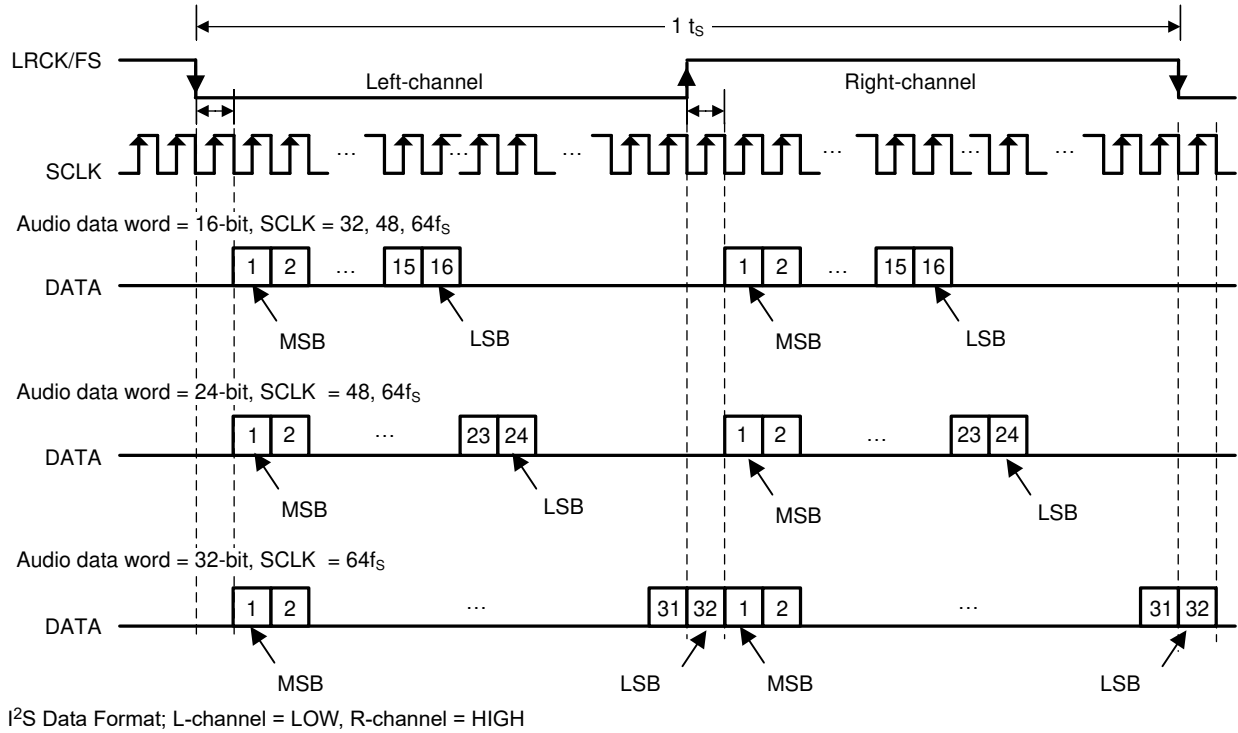 1 tS
LRCK/FS
Left-channel
Right-channel
SCLK … … … … … …
Audio data word = 16-bit, SCLK = 32, 48, 64fS
DATA 1 2 … 15 16 1 2 … 15 16
MSB LSB MSB LSB
Audio data word = 24-bit, SCLK = 48, 64fS
DATA 1 2 … 23 24 1 2 … 23 24
MSB LSB MSB LSB
Audio data word = 32-bit, SCLK = 64fS
DATA 1 2 … 31 32 1 2 … 31 32
MSB LSB MSB LSB
I²S Data Format; L-channel = LOW, R-channel = HIGH